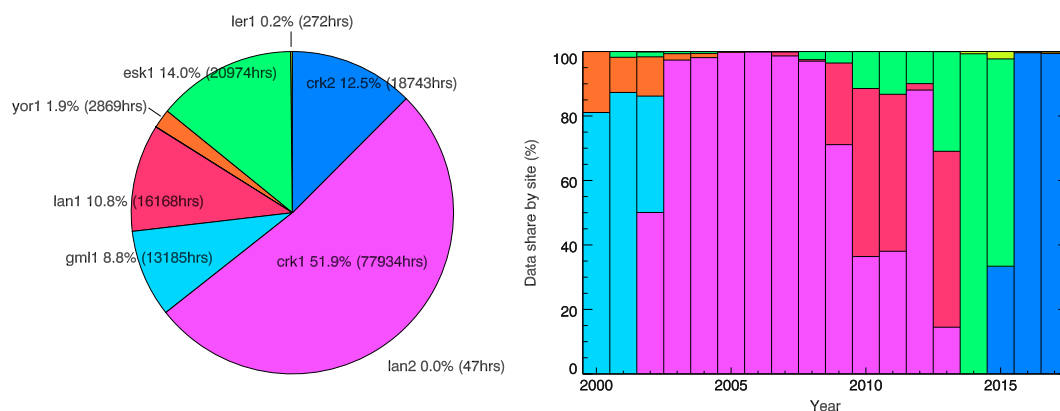 ler1 0.2% (272hrs)
esk1 14.0% (20974hrs)
crk2 12.5% (18743hrs)
yor1 1.9% (2869hrs)
lan1 10.8% (16168hrs)
gml1 8.8% (13185hrs)
crk1 51.9% (77934hrs)
lan2 0.0% (47hrs)
Data share by site (%)
100
80
60
40
20
0
2000 2005 2010 2015
Year